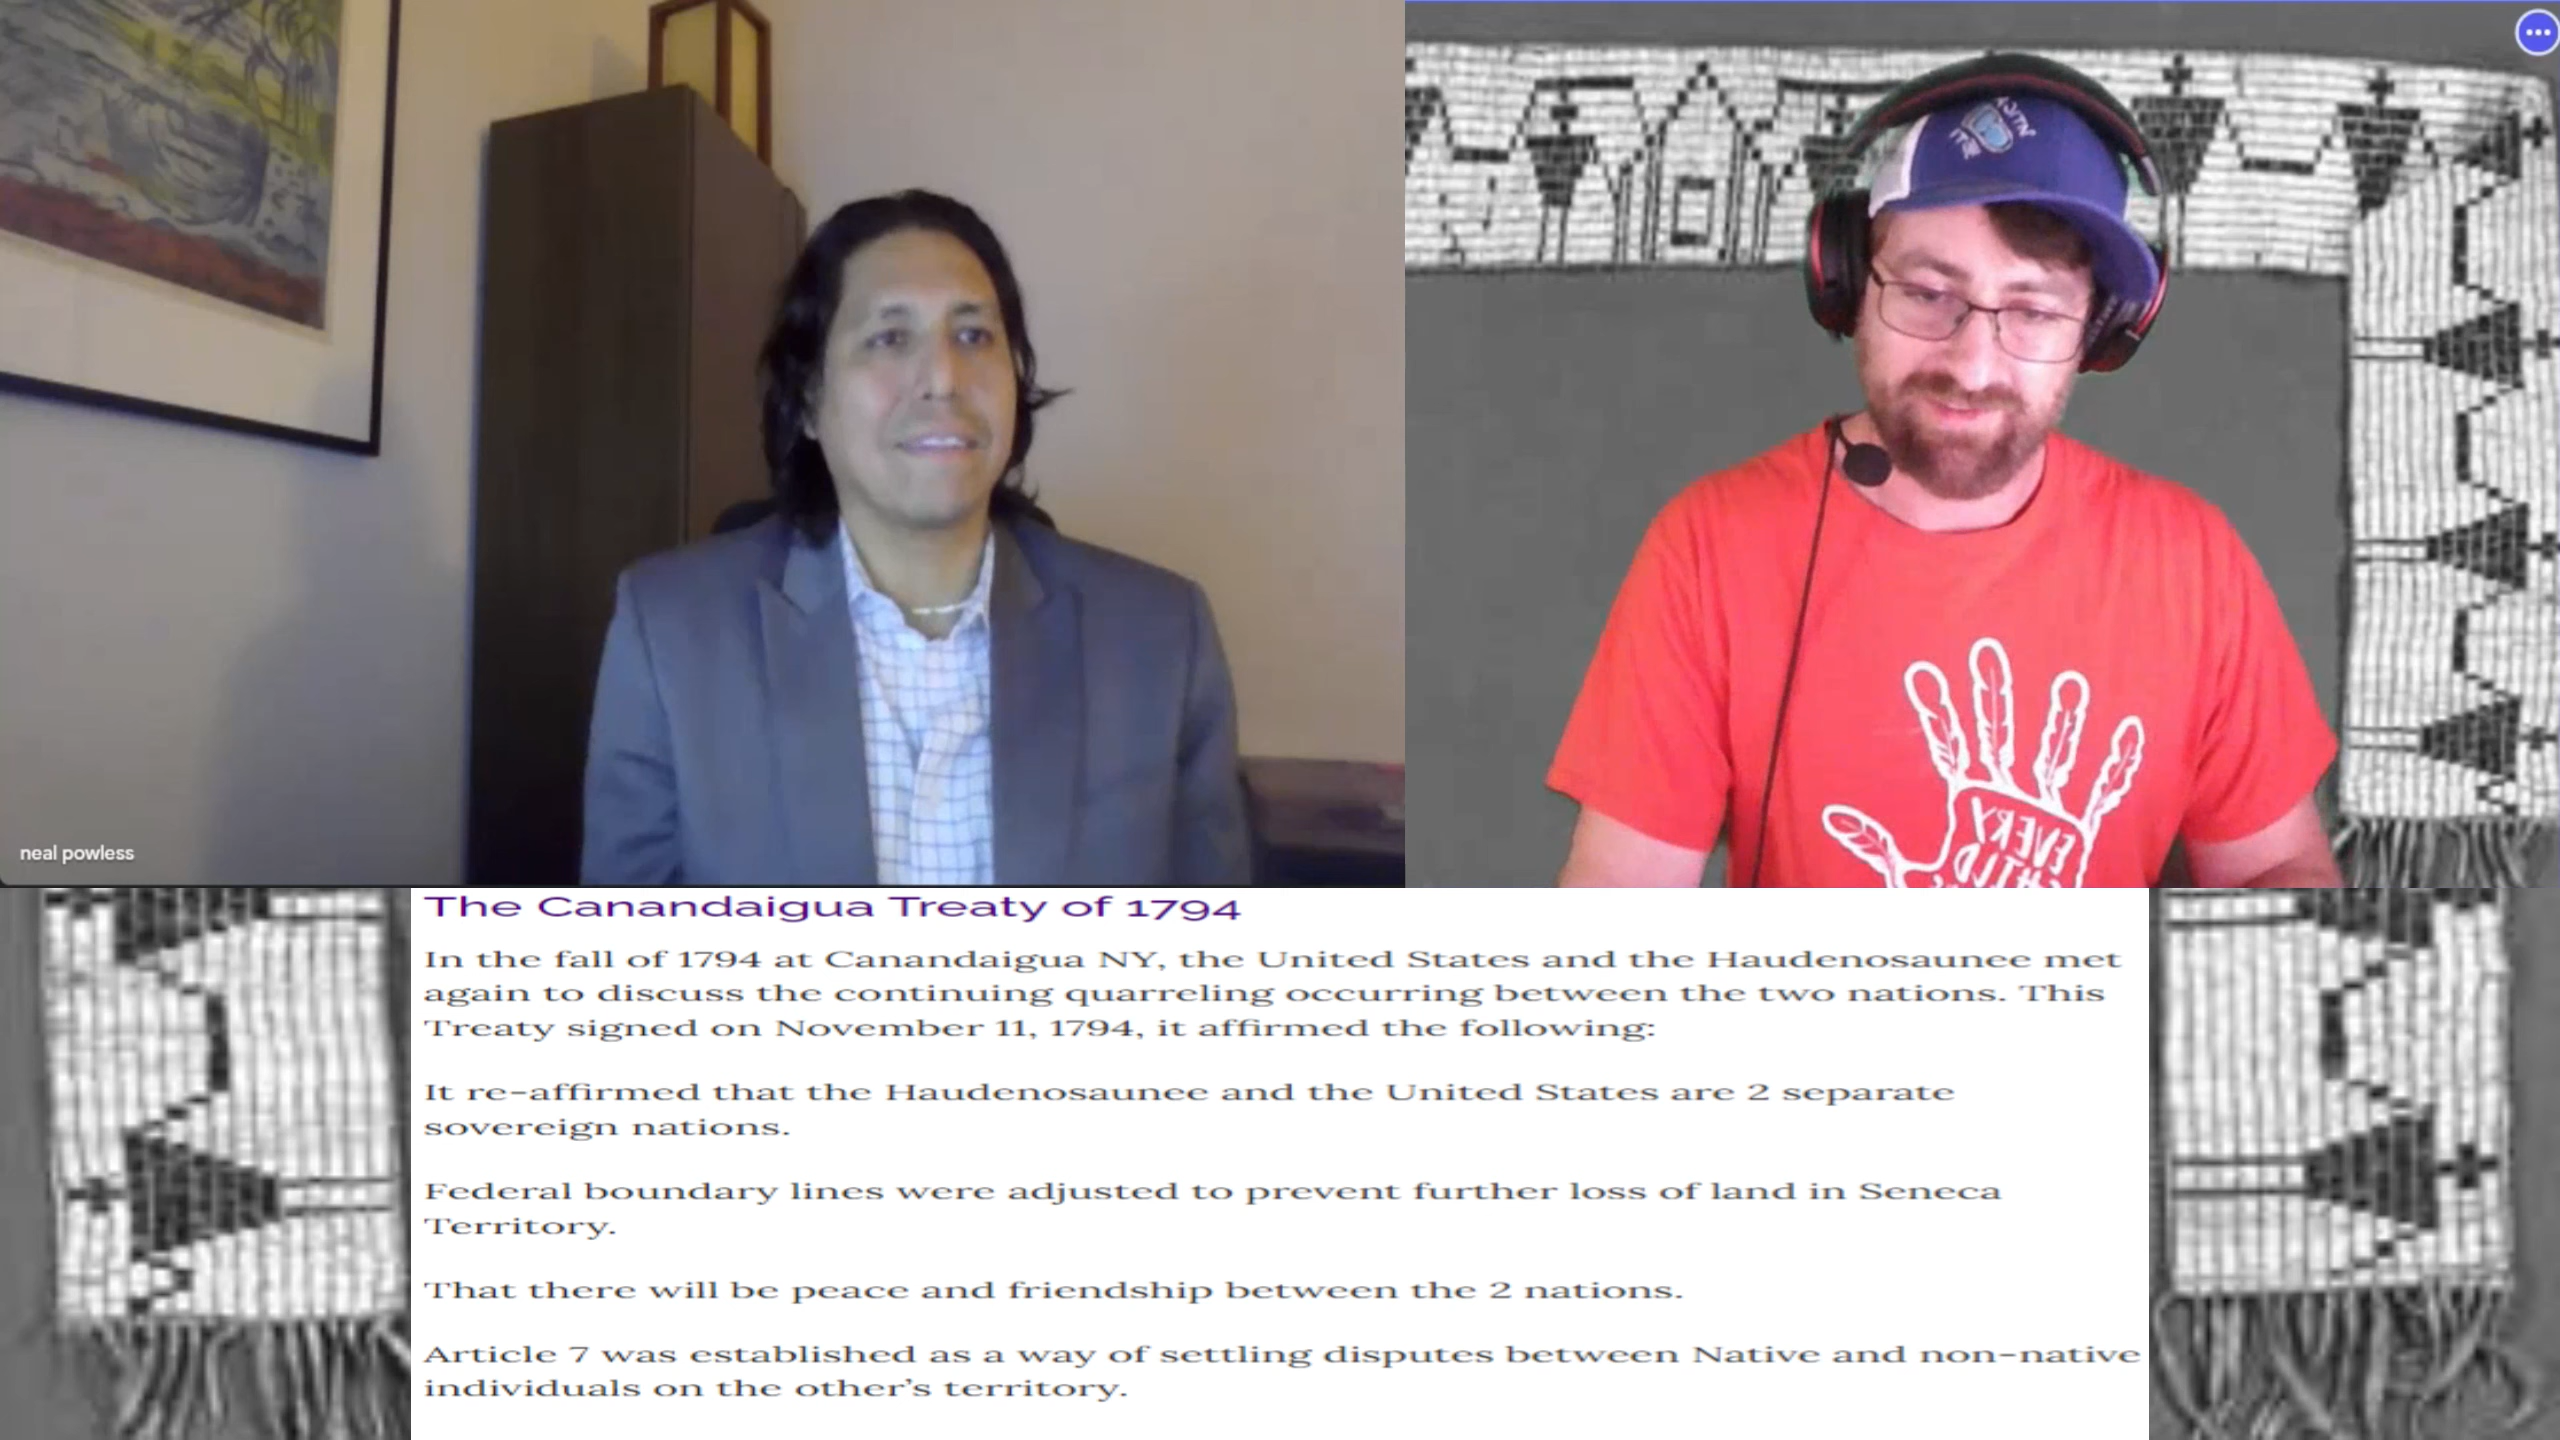 neal powless
EVERY
CHILD
The Canandaigua Treaty of 1794
In the fall of 1794 at Canandaigua NY, the United States and the Haudenosaunee met
again to discuss the continuing quarreling occurring between the two nations. This
Treaty signed on November 11, 1794, it affirmed the following:
It re-affirmed that the Haudenosaunee and the United States are 2 separate
sovereign nations.
Federal boundary lines were adjusted to prevent further loss of land in Seneca
Territory.
That there will be peace and friendship between the 2 nations.
Article 7 was established as a way of settling disputes between Native and non-native
individuals on the other's territory.